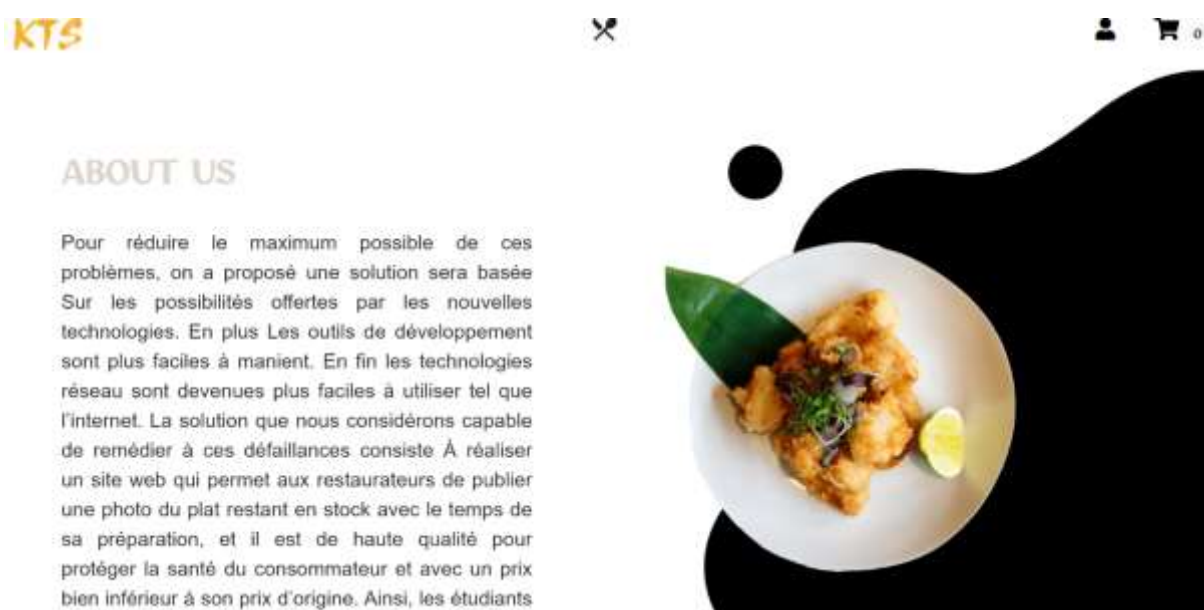 KTS
0
ABOUT US
Pour réduire le maximum possible de ces
problèmes, on a proposé une solution sera basée
Sur les possibilités offertes par les nouvelles
technologies. En plus Les outils de développement
sont plus faciles à manient. En fin les technologies
réseau sont devenues plus faciles à utiliser tel que
l'internet. La solution que nous considérons capable
de remédier à ces défaillances consiste À réaliser
un site web qui permet aux restaurateurs de publier
une photo du plat restant en stock avec le temps de
sa préparation, et il est de haute qualité pour
protéger la santé du consommateur et avec un prix
bien inférieur à son prix d'origine. Ainsi, les étudiants